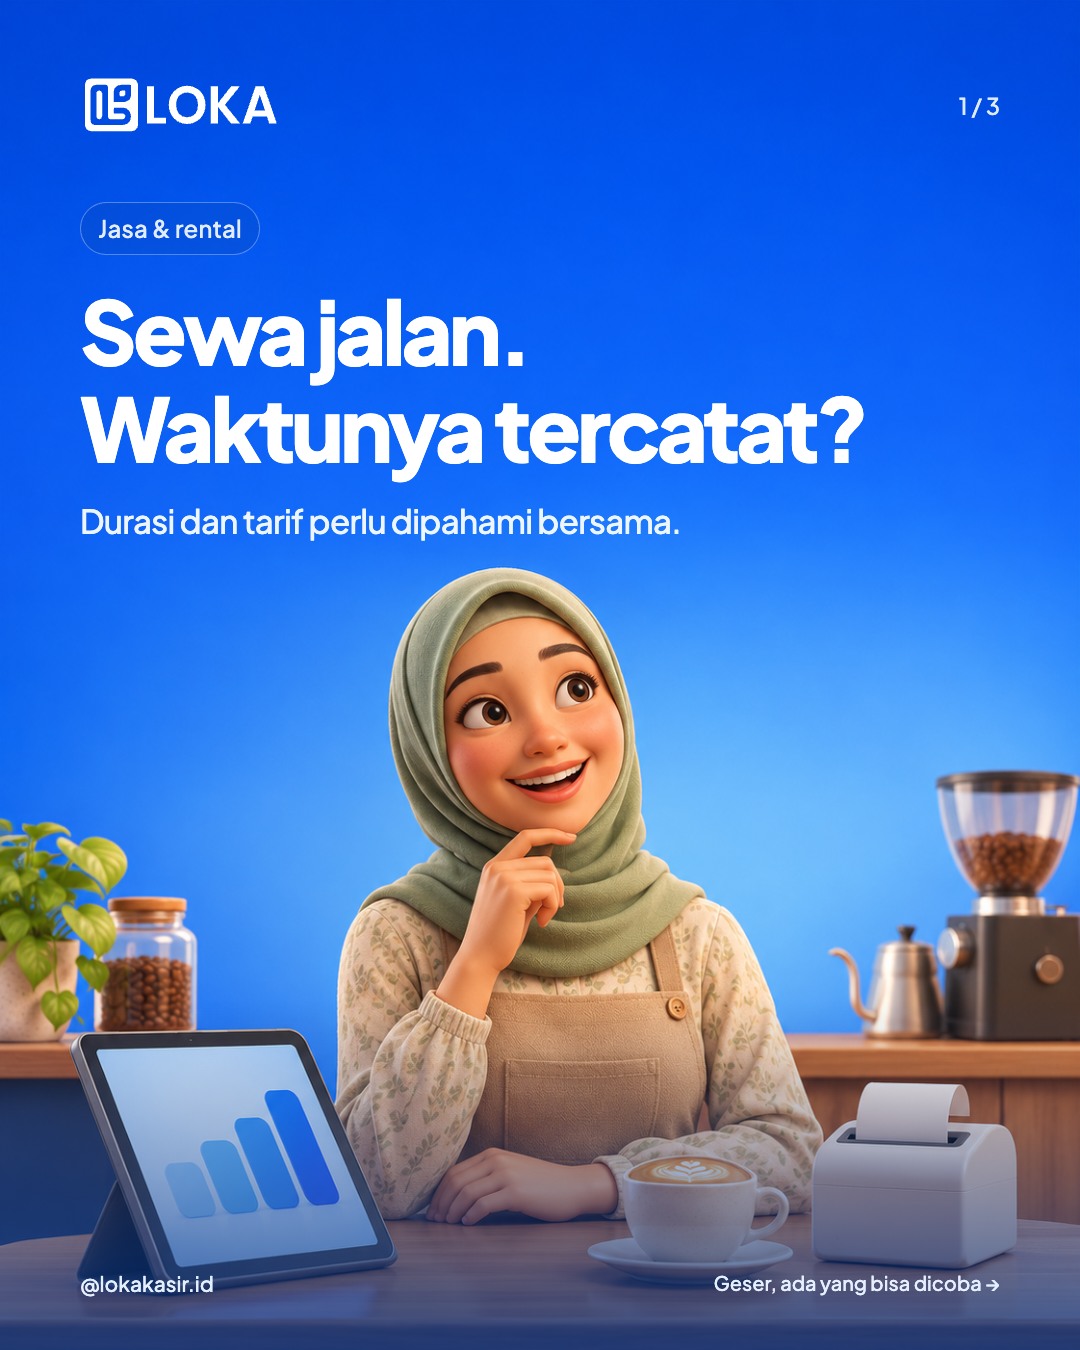 LOKA
1/3
Jasa & rental
Sewa jalan.
Waktunya tercatat?
Durasi dan tarif perlu dipahami bersama.
@lokakasir.id
Geser, ada yang bisa dicoba →